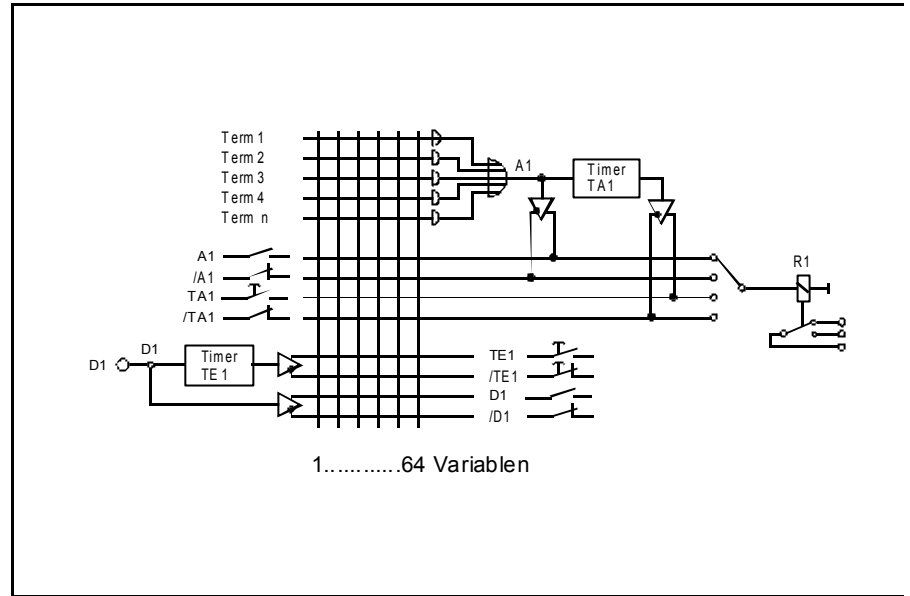 Term 1
Term 2
Term 3
Term 4
Term n
A1
Timer
TA1
A1
/A1
TA1
/TA1
R1
D1
D1
Timer
TE 1
TE1
/TE1
D1
/D1
1...........64 Variablen